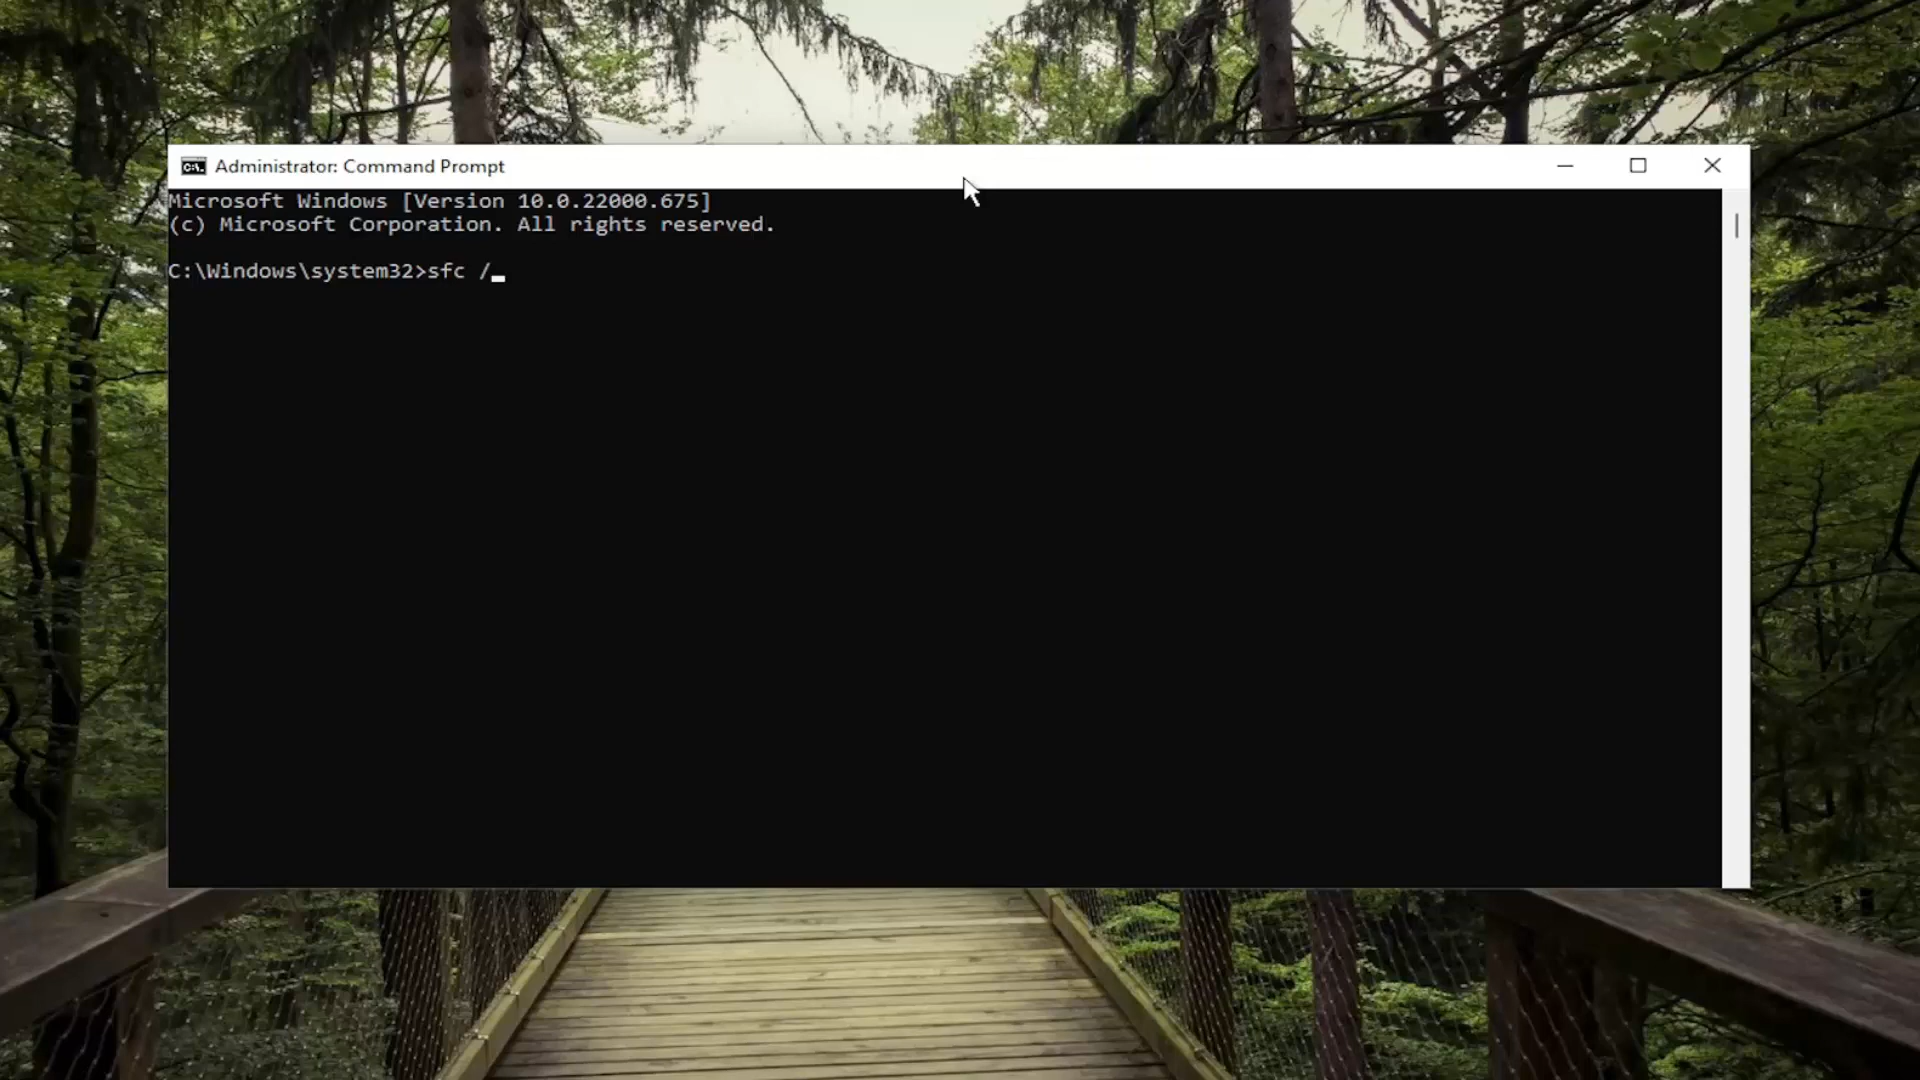 Administrator: Command Prompt
Microsoft Windows [Version 10.0.22000.675]
(c) Microsoft Corporation. All rights reserved.
C:\Windows\system32>sfc /